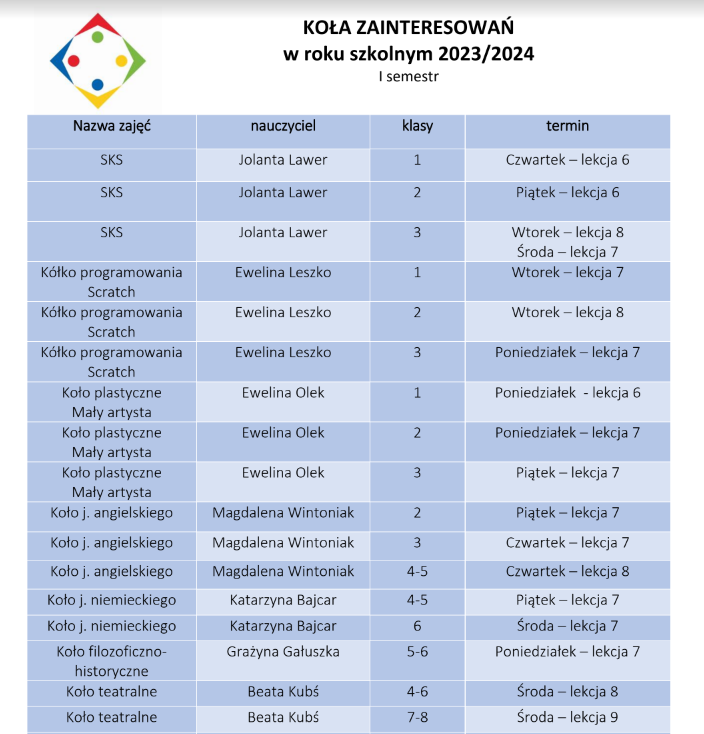 KOŁA ZAINTERESOWAŃ
w roku szkolnym 2023/2024
I semestr
Nazwa zajęć nauczyciel klasy termin
SKS Jolanta Lawer 1 Czwartek – lekcja 6
SKS Jolanta Lawer 2 Piątek – lekcja 6
SKS Jolanta Lawer 3 Wtorek – lekcja 8
Środa – lekcja 7
Kółko programowania Ewelina Leszko 1 Wtorek – lekcja 7
Scratch
Kółko programowania Ewelina Leszko 2 Wtorek – lekcja 8
Scratch
Kółko programowania Ewelina Leszko 3 Poniedziałek – lekcja 7
Scratch
Koło plastyczne Ewelina Olek 1 Poniedziałek - lekcja 6
Mały artysta
Koło plastyczne Ewelina Olek 2 Poniedziałek – lekcja 7
Mały artysta
Koło plastyczne Ewelina Olek 3 Piątek – lekcja 7
Mały artysta
Koło j. angielskiego Magdalena Wintoniak 2 Piątek – lekcja 7
Koło j. angielskiego Magdalena Wintoniak 3 Czwartek – lekcja 7
Koło j. angielskiego Magdalena Wintoniak 4-5 Czwartek – lekcja 8
Koło j. niemieckiego Katarzyna Bajcar 4-5 Piątek – lekcja 7
Koło j. niemieckiego Katarzyna Bajcar 6 Środa – lekcja 7
Koło filozoficzno- Grażyna Gałuszka 5-6 Poniedziałek – lekcja 7
historyczne
Koło teatralne Beata Kubś 4-6 Środa – lekcja 8
Koło teatralne Beata Kubś 7-8 Środa – lekcja 9